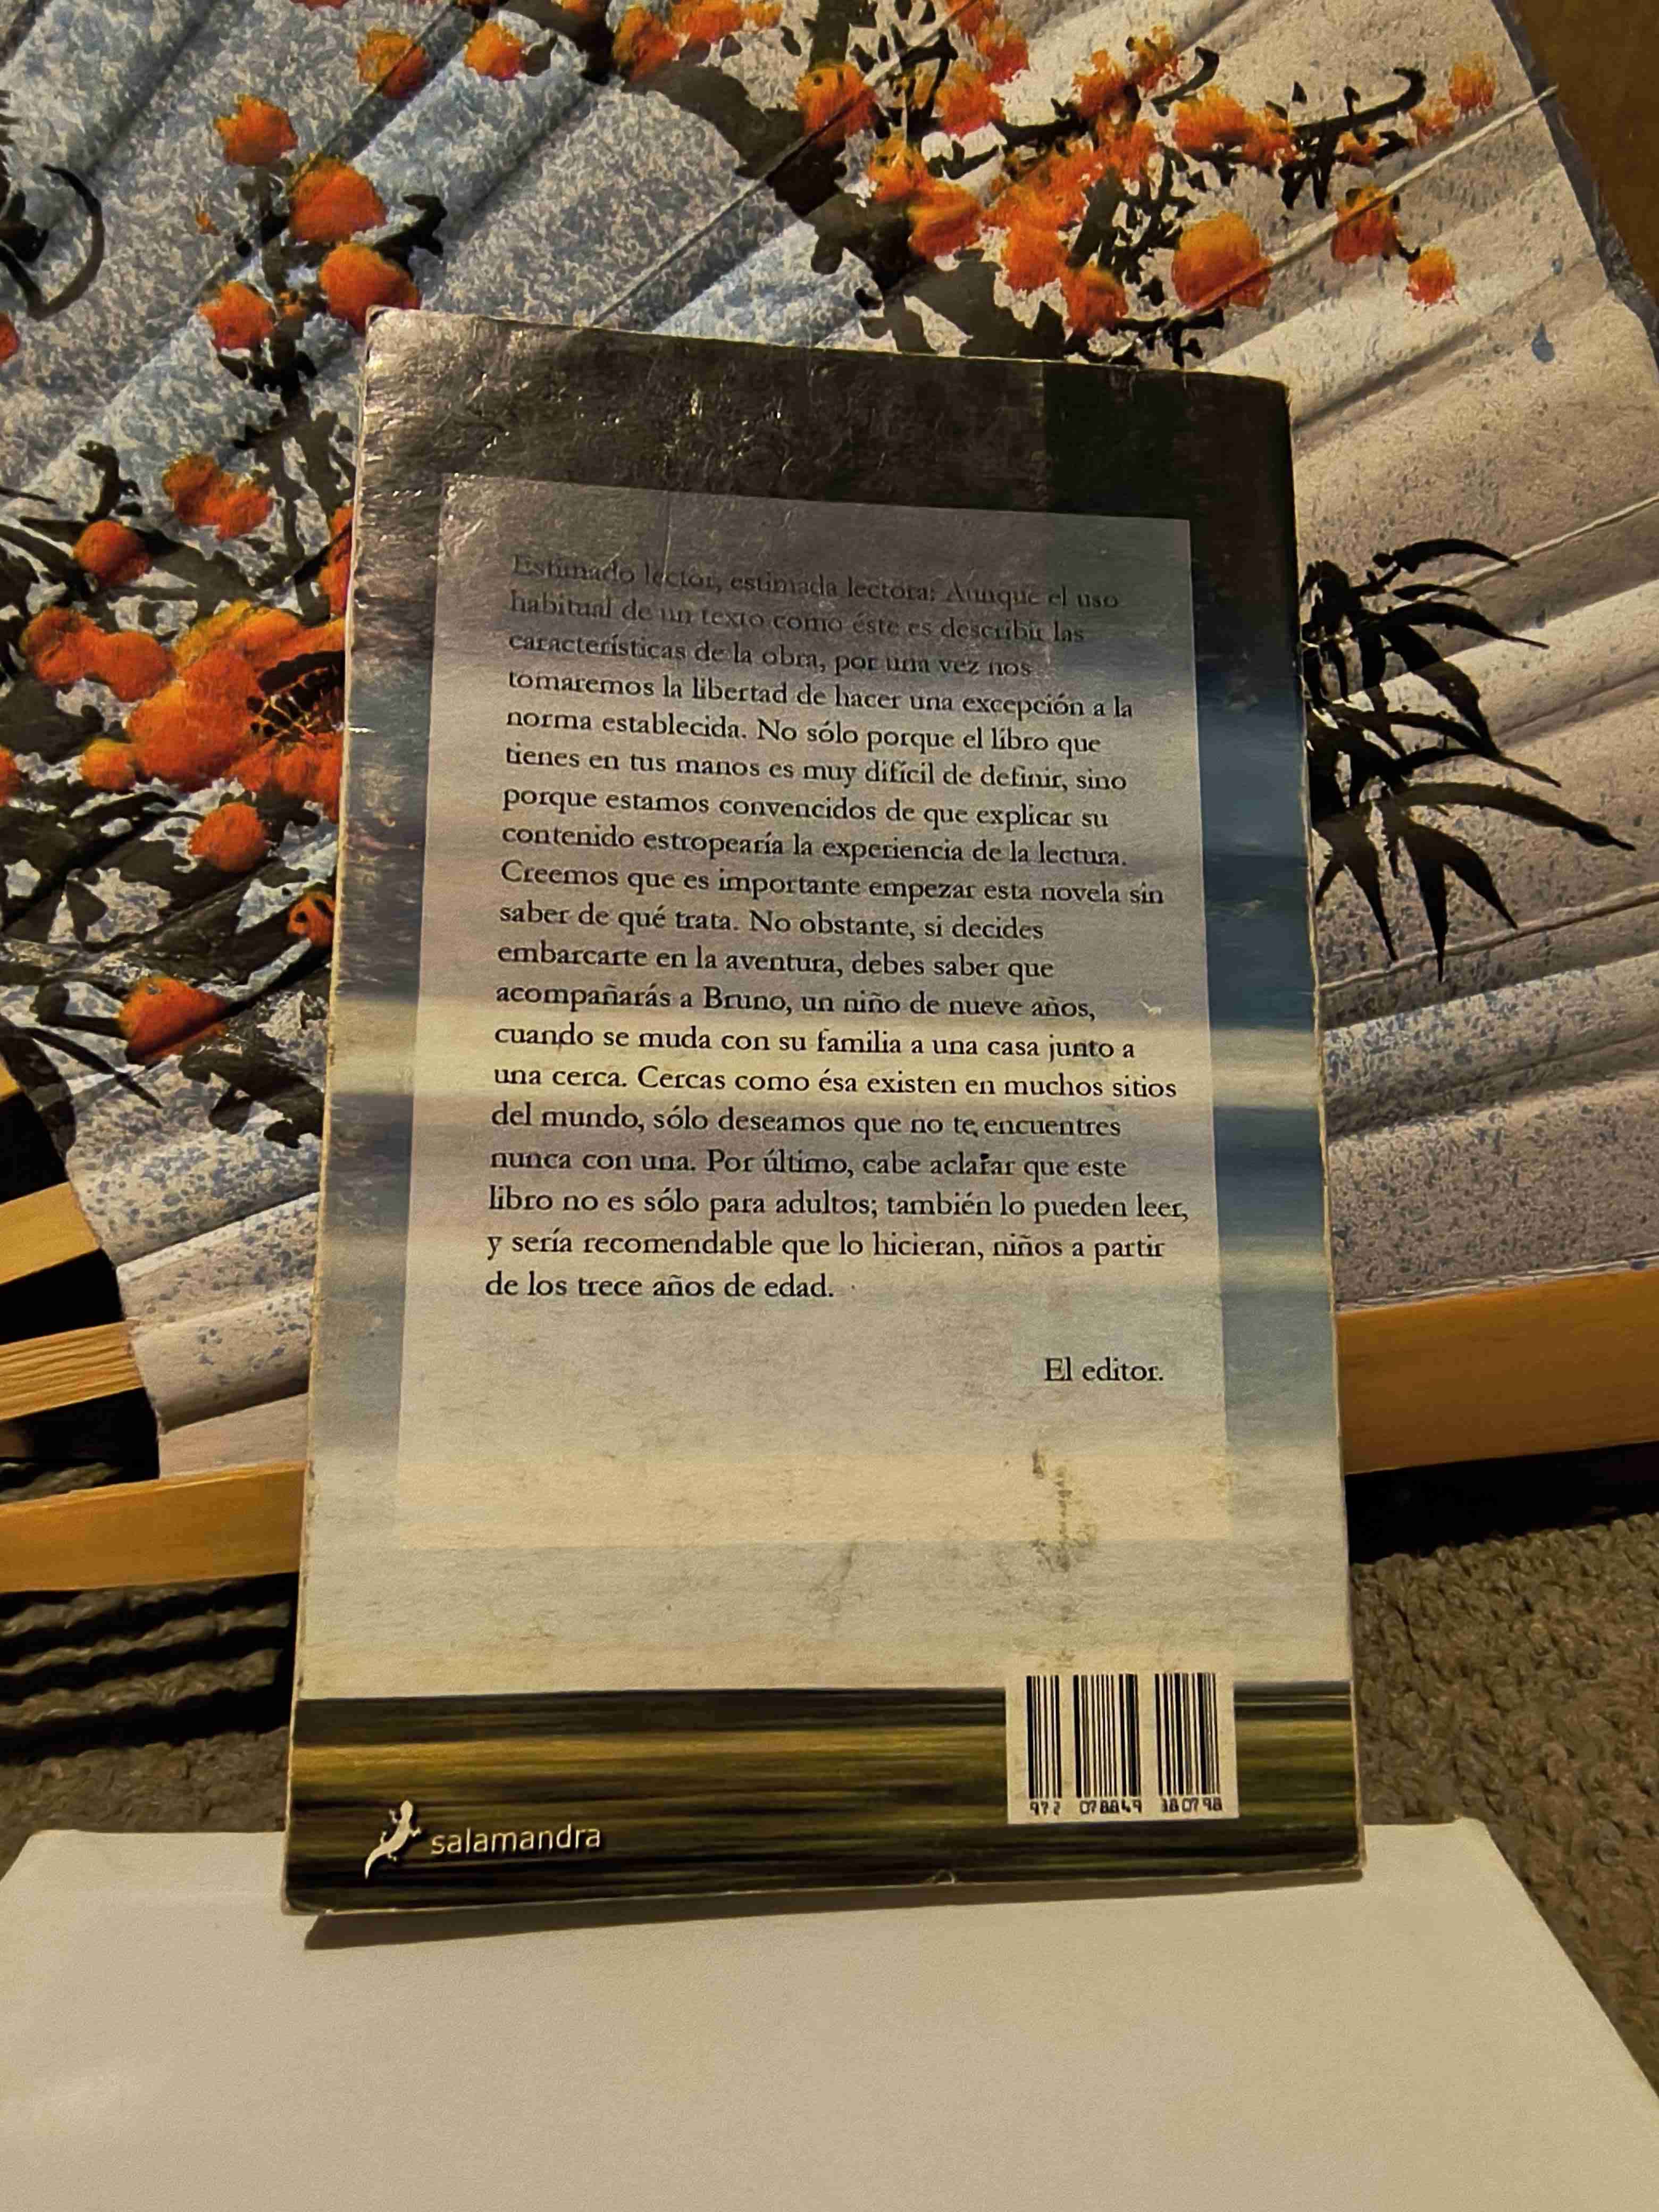 Estimado lector, estimada lectora: Aunque el uso
habitual de un texto como éste es describir las
características de la obra, por una vez nos
tomaremos la libertad de hacer una excepción a la
norma establecida. No sólo porque el libro que
tienes en tus manos es muy difícil de definir, sino
porque estamos convencidos de que explicar su
contenido estropearía la experiencia de la lectura.
Creemos que es importante empezar esta novela sin
saber de qué trata. No obstante, si decides
embarcarte en la aventura, debes saber que
acompañarás a Bruno, un niño de nueve años,
cuando se muda con su familia a una casa junto a
una cerca. Cercas como ésa existen en muchos sitios
del mundo, sólo deseamos que no te encuentres
nunca con una. Por último, cabe aclarar que este
libro no es sólo para adultos; también lo pueden leer,
y sería recomendable que lo hicieran, niños a partir
de los trece años de edad.
El editor.
salamandra